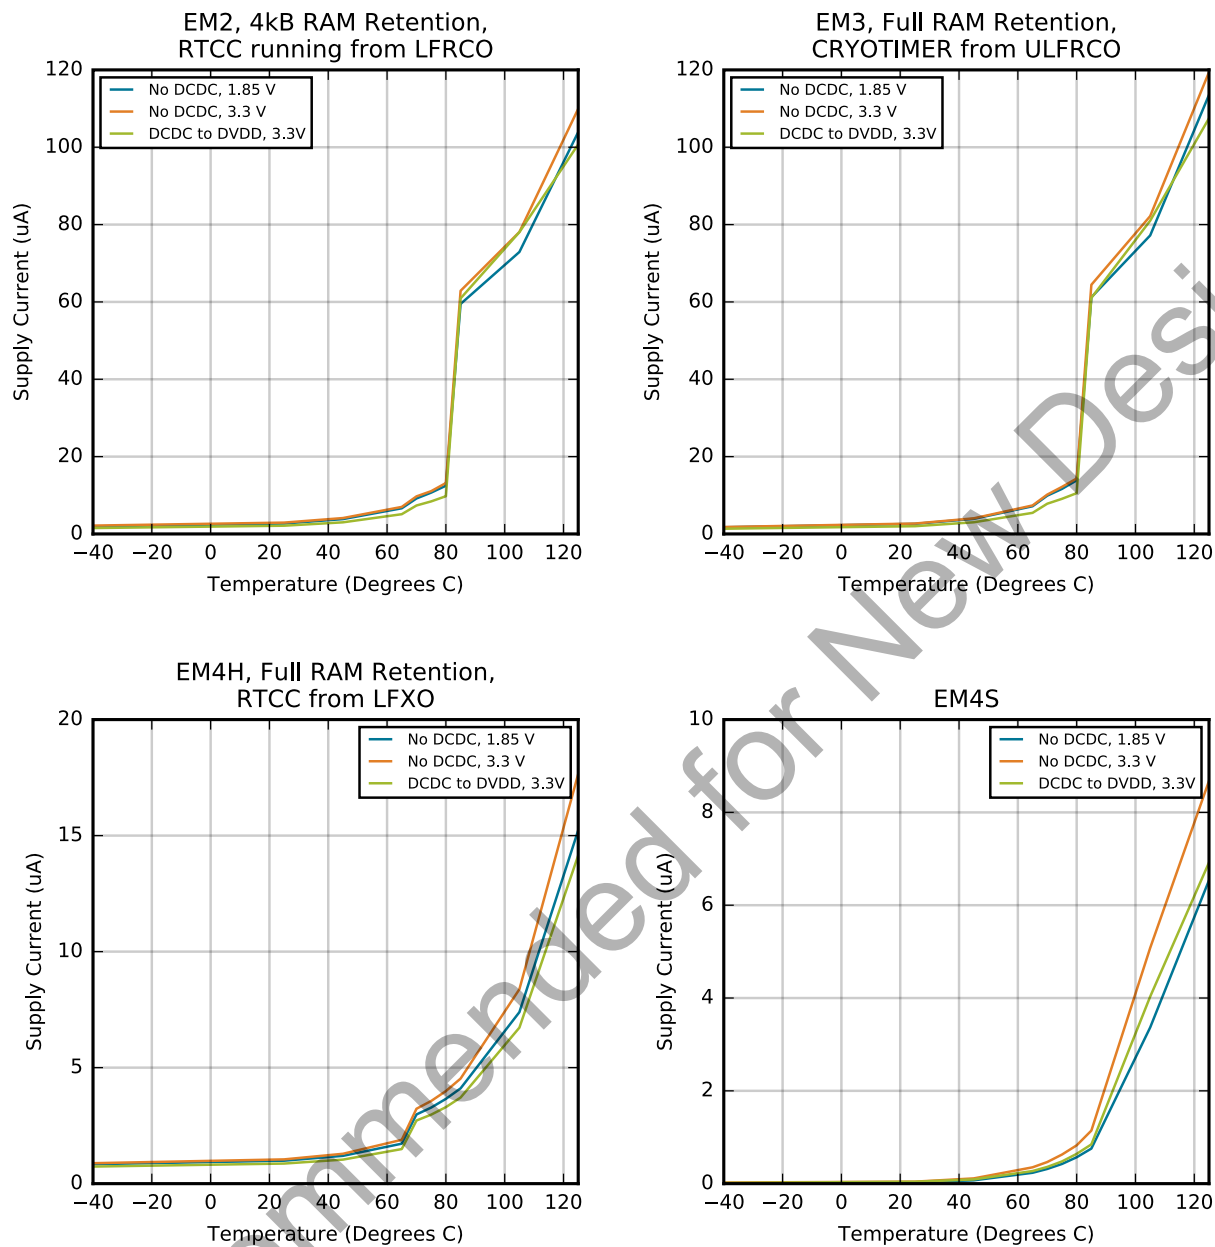 EM2, 4kB RAM Retention,
RTCC running from LFRCO
120
100
80
60
40
20
0
Supply Current (uA)
No DCDC, 1.85 V
No DCDC, 3.3 V
DCDC to DVDD, 3.3V
−40 −20 0 20 40 60 80 100 120
Temperature (Degrees C)
EM3, Full RAM Retention,
CRYOTIMER from ULFRCO
120
100
80
60
40
20
0
Supply Current (uA)
No DCDC, 1.85 V
No DCDC, 3.3 V
DCDC to DVDD, 3.3V
−40 −20 0 20 40 60 80 100 120
Temperature (Degrees C)
EM4H, Full RAM Retention,
RTCC from LFXO
20
15
10
5
0
Supply Current (uA)
No DCDC, 1.85 V
No DCDC, 3.3 V
DCDC to DVDD, 3.3V
−40 −20 0 20 40 60 80 100 120
Temperature (Degrees C)
EM4S
10
8
6
4
2
0
Supply Current (uA)
No DCDC, 1.85 V
No DCDC, 3.3 V
DCDC to DVDD, 3.3V
−40 −20 0 20 40 60 80 100 120
Temperature (Degrees C)
ommended for New Desi